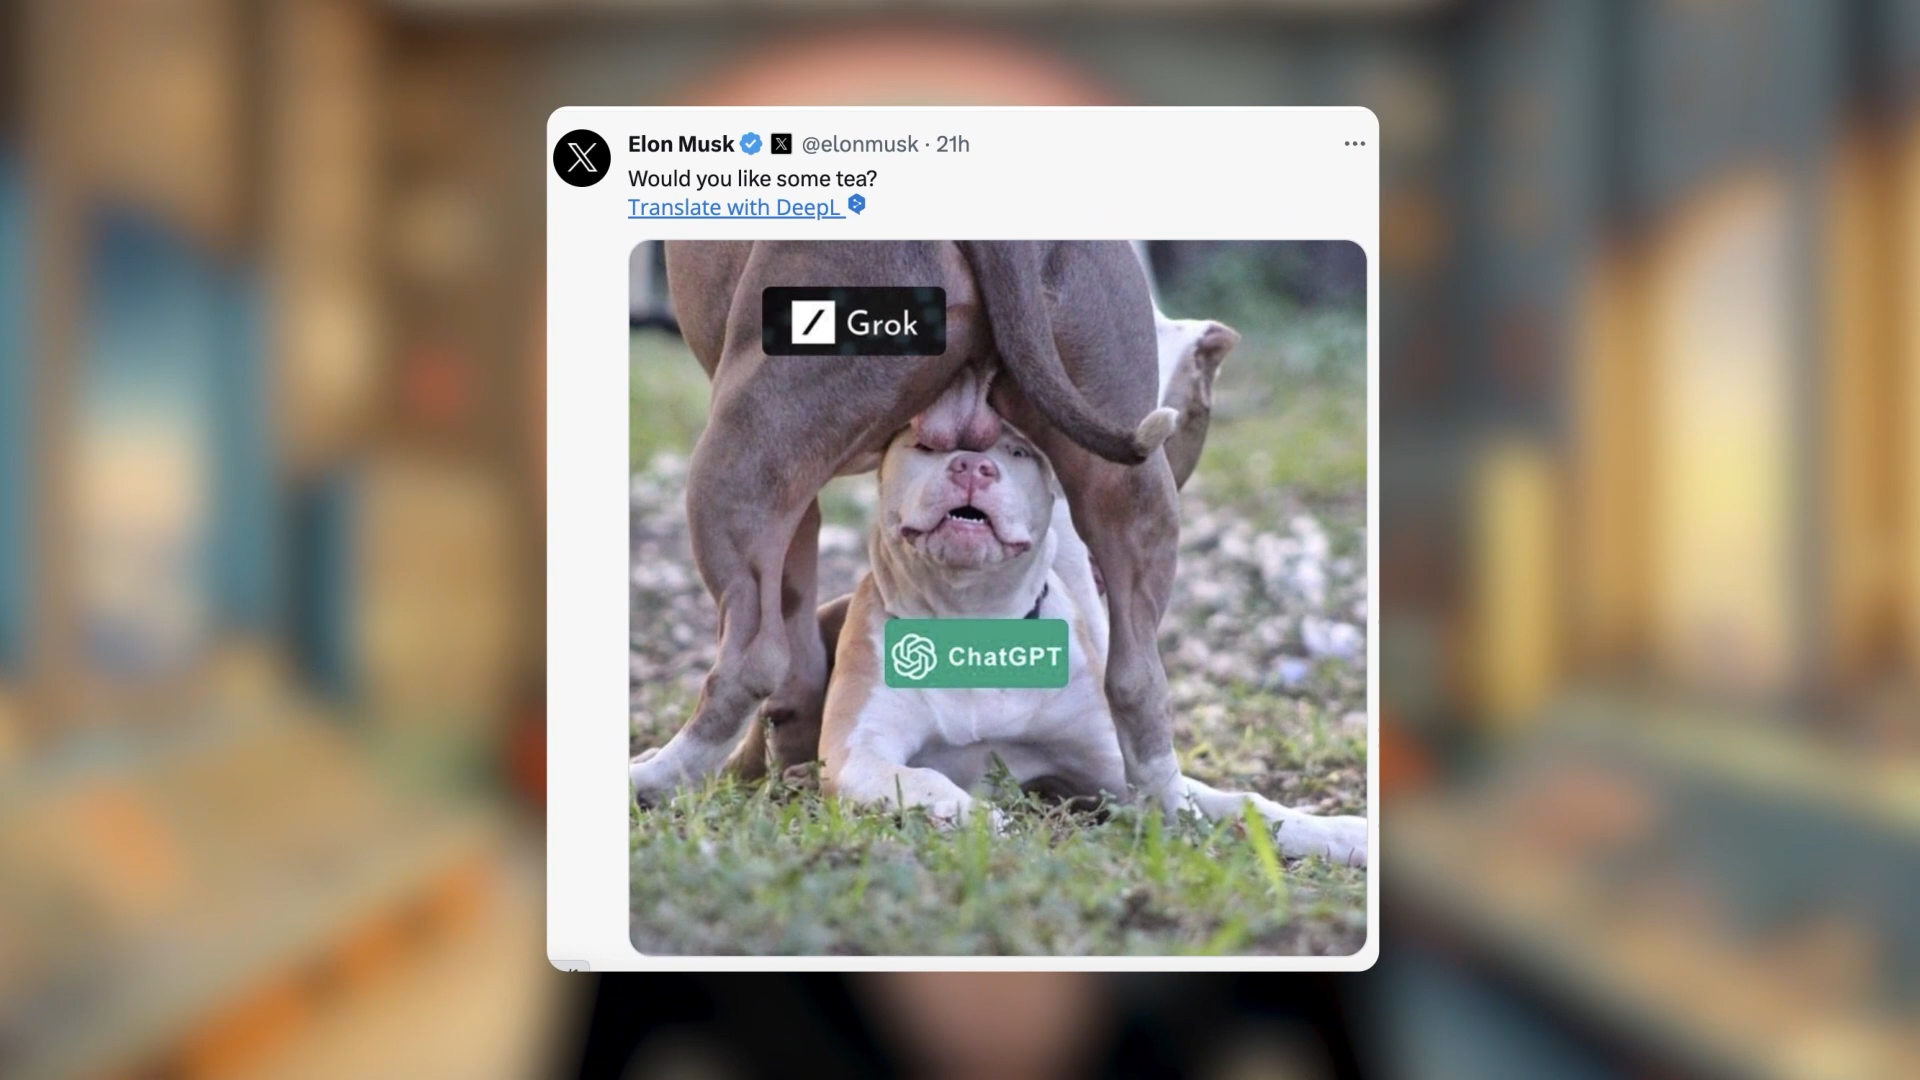 Elon Musk @elonmusk · 21h
Would you like some tea?
Translate with DeepL
Grok
ChatGPT